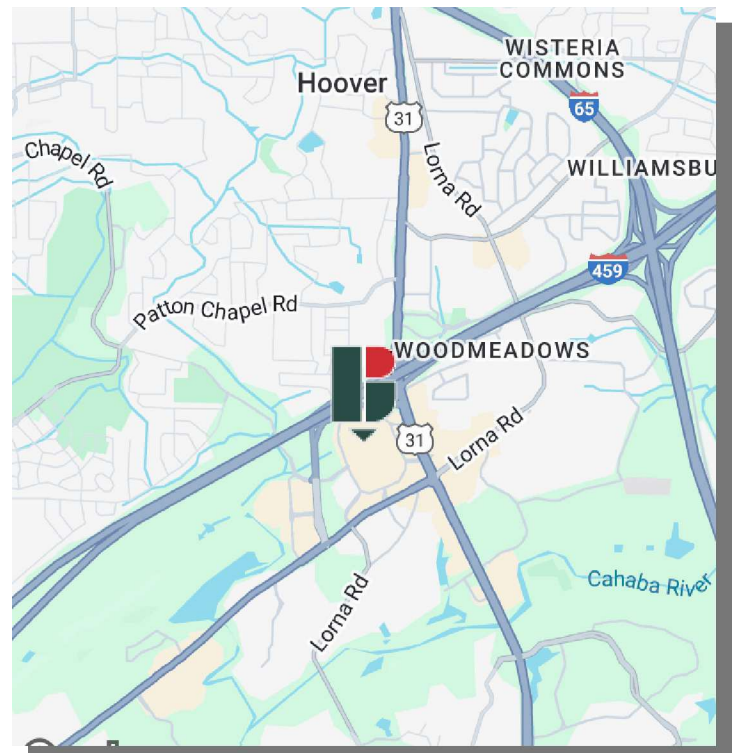 WISTERIA
COMMONS
Hoover
31
65
Lorna Rd
Chapel Rd
WILLIAMSBU
459
Patton Chapel Rd
WOODMEADOWS
31
Lorna Rd
Cahaba River
Lorna Rd